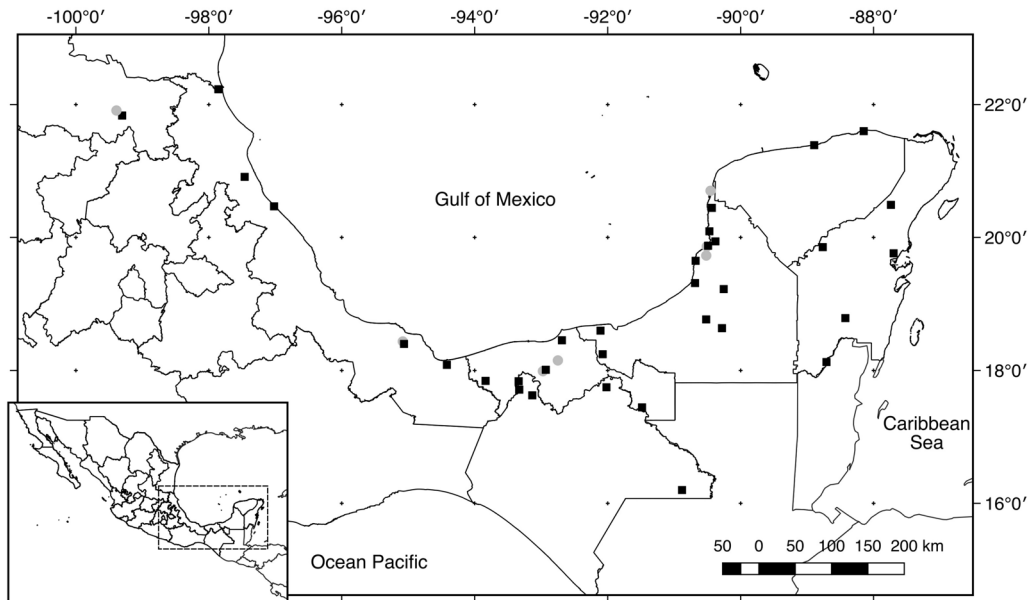 -100°0′ -98°0′ -96°0′ -94°0′ -92°0′ -90°0′ -88°0′
22°0′
Gulf of Mexico
20°0′
18°0′
Caribbean
Sea
16°0′
50 0 50 100 150 200 km
Ocean Pacific